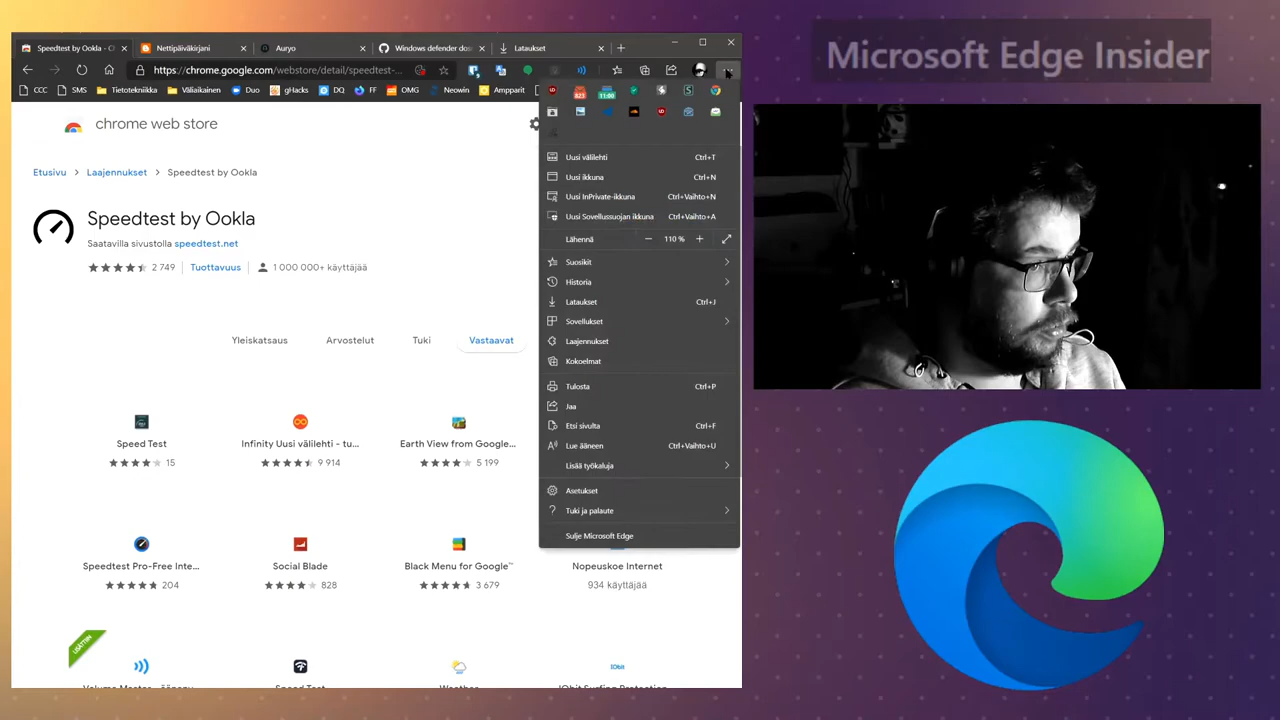 Microsoft Edge Insider
Speedtest by Ookla - C
Nettipäiväkirjani
Auryo
Windows defender do
Lataukset
https://chrome.google.com/webstore/detail/speedtest-...
CCC
SMS
Tietotekniikka
Väliaikainen
Duo
gHacks
DQ
FF
OMG
Neowin
Ampparit
823
11:00
chrome web store
Etusivu
Laajennukset
Speedtest by Ookla
Speedtest by Ookla
Saatavilla sivustolla speedtest.net
2 749
Tuottavuus
1 000 000+ käyttäjää
Yleiskatsaus
Arvostelut
Tuki
Vastaavat
Speed Test
15
Infinity Uusi välilehti - tu...
9 914
Earth View from Google...
5 199
Speedtest Pro-Free Inte...
204
Social Blade
828
Black Menu for Google™
3 679
Nopeuskoe Internet
934 käyttäjää
Uusi välilehti Ctrl+T
Uusi ikkuna Ctrl+N
Uusi InPrivate-ikkuna Ctrl+Vaihto+N
Uusi Sovellussuojan ikkuna Ctrl+Vaihto+A
Lähennä − 110 % +
Suosikit
Historia
Lataukset Ctrl+J
Sovellukset
Laajennukset
Kokoelmat
Tulosta Ctrl+P
Jaa
Etsi sivulta Ctrl+F
Lue ääneen Ctrl+Vaihto+U
Lisää työkaluja
Asetukset
Tuki ja palaute
Sulje Microsoft Edge
LISÄTTIIN
IObit